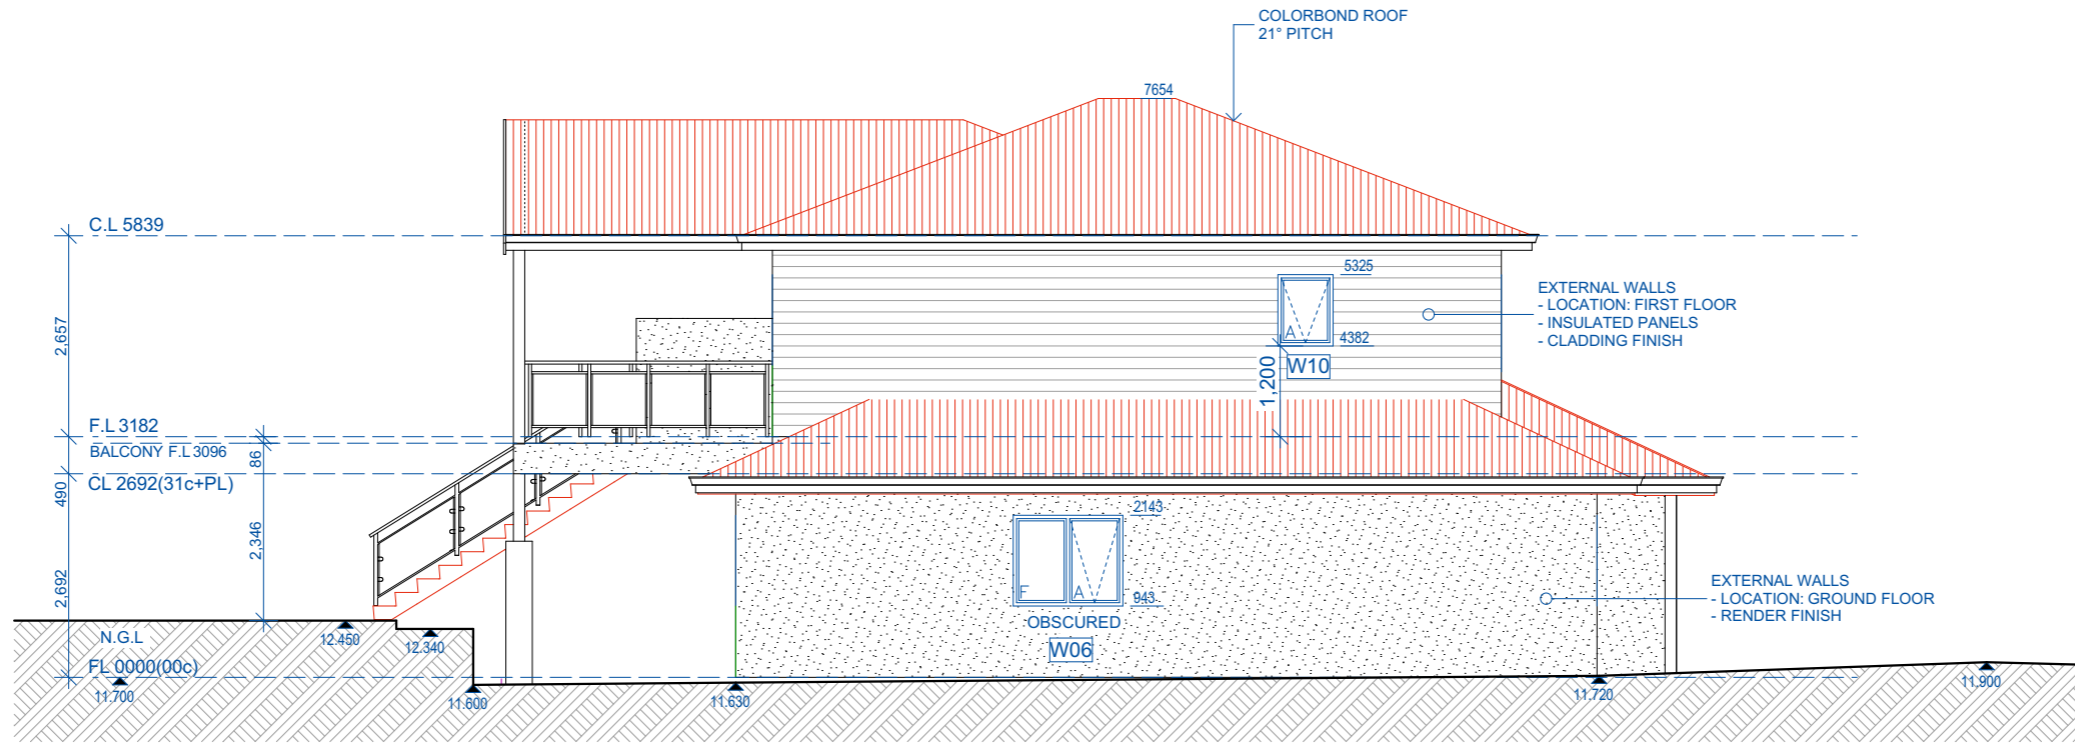 COLORBOND ROOF
21° PITCH
7654
C.L 5839
5325
EXTERNAL WALLS
- LOCATION: FIRST FLOOR
- INSULATED PANELS
- CLADDING FINISH
2,657
A
4382
W10
1,200
F.L 3182
BALCONY F.L 3096
86
CL 2692(31c+PL)
490
2,346
2143
F
A
943
OBSCURED
W06
EXTERNAL WALLS
- LOCATION: GROUND FLOOR
- RENDER FINISH
2,692
N.G.L
12.450
12.340
FL 0000(00c)
11.700
11.600
11.630
11.720
11.900